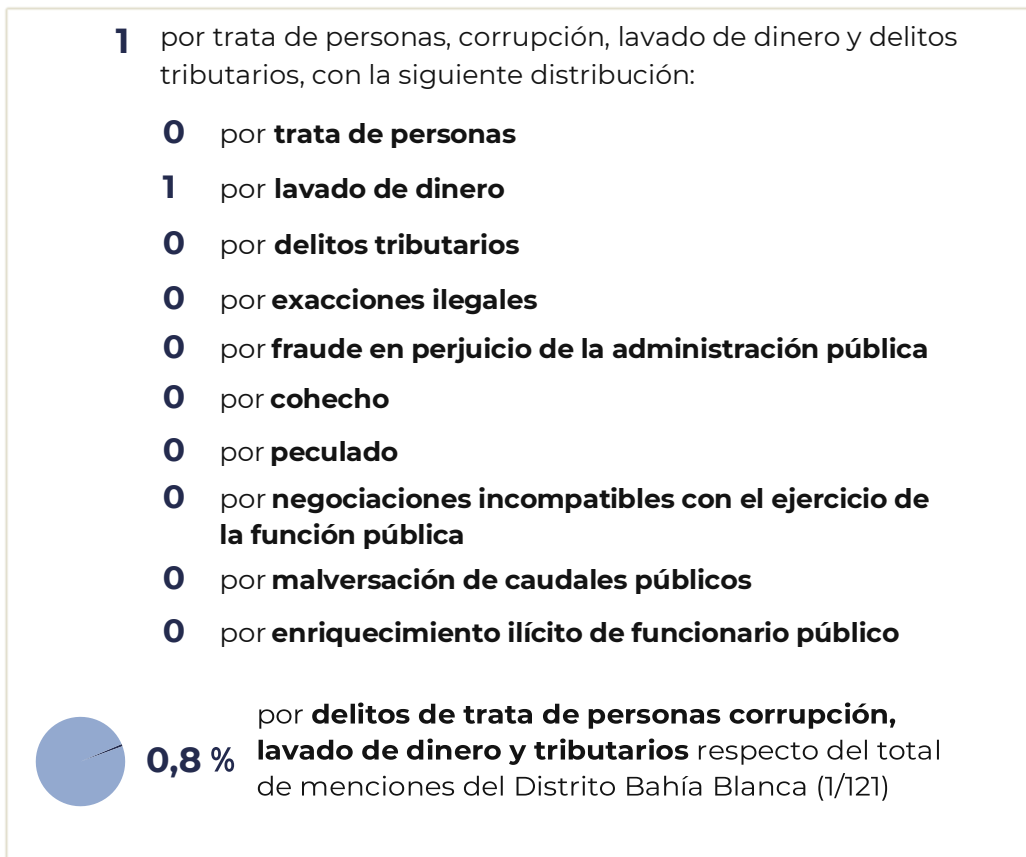 1 por trata de personas, corrupción, lavado de dinero y delitos
tributarios, con la siguiente distribución:
0 por trata de personas
1 por lavado de dinero
0 por delitos tributarios
0 por exacciones ilegales
0 por fraude en perjuicio de la administración pública
0 por cohecho
0 por peculado
0 por negociaciones incompatibles con el ejercicio de
la función pública
0 por malversación de caudales públicos
0 por enriquecimiento ilícito de funcionario público
0,8 %
por delitos de trata de personas corrupción,
lavado de dinero y tributarios respecto del total
de menciones del Distrito Bahía Blanca (1/121)